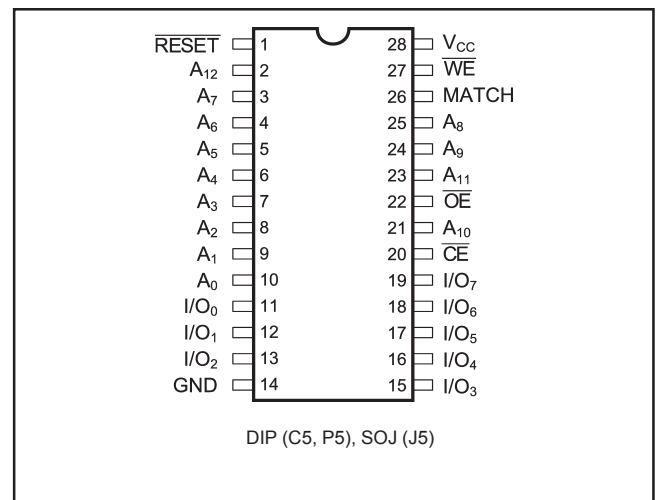 RESET 1 28 VCC
A12 2 27 WE
A7 3 26 MATCH
A6 4 25 A8
A5 5 24 A9
A4 6 23 A11
A3 7 22 OE
A2 8 21 A10
A1 9 20 CE
A0 10 19 I/O7
I/O0 11 18 I/O6
I/O1 12 17 I/O5
I/O2 13 16 I/O4
GND 14 15 I/O3
DIP (C5, P5), SOJ (J5)